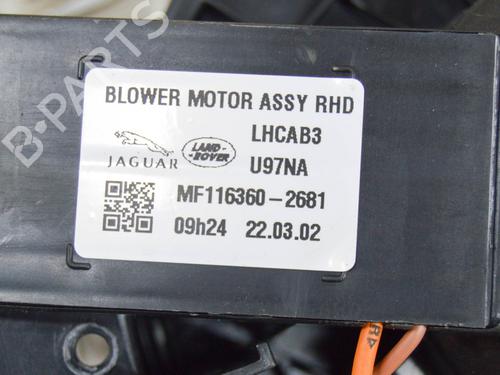 BLOWER MOTOR ASSY RHD
LHCAB3
JAGUAR
LAND-
ROVER
U97NA
MF116360-2681
09h24 22.03.02
B-PARTS